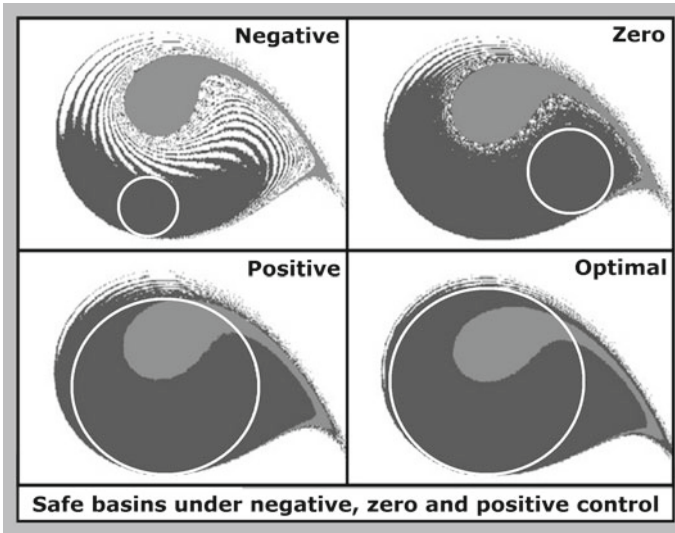 Negative
Zero
Positive
Optimal
Safe basins under negative, zero and positive control